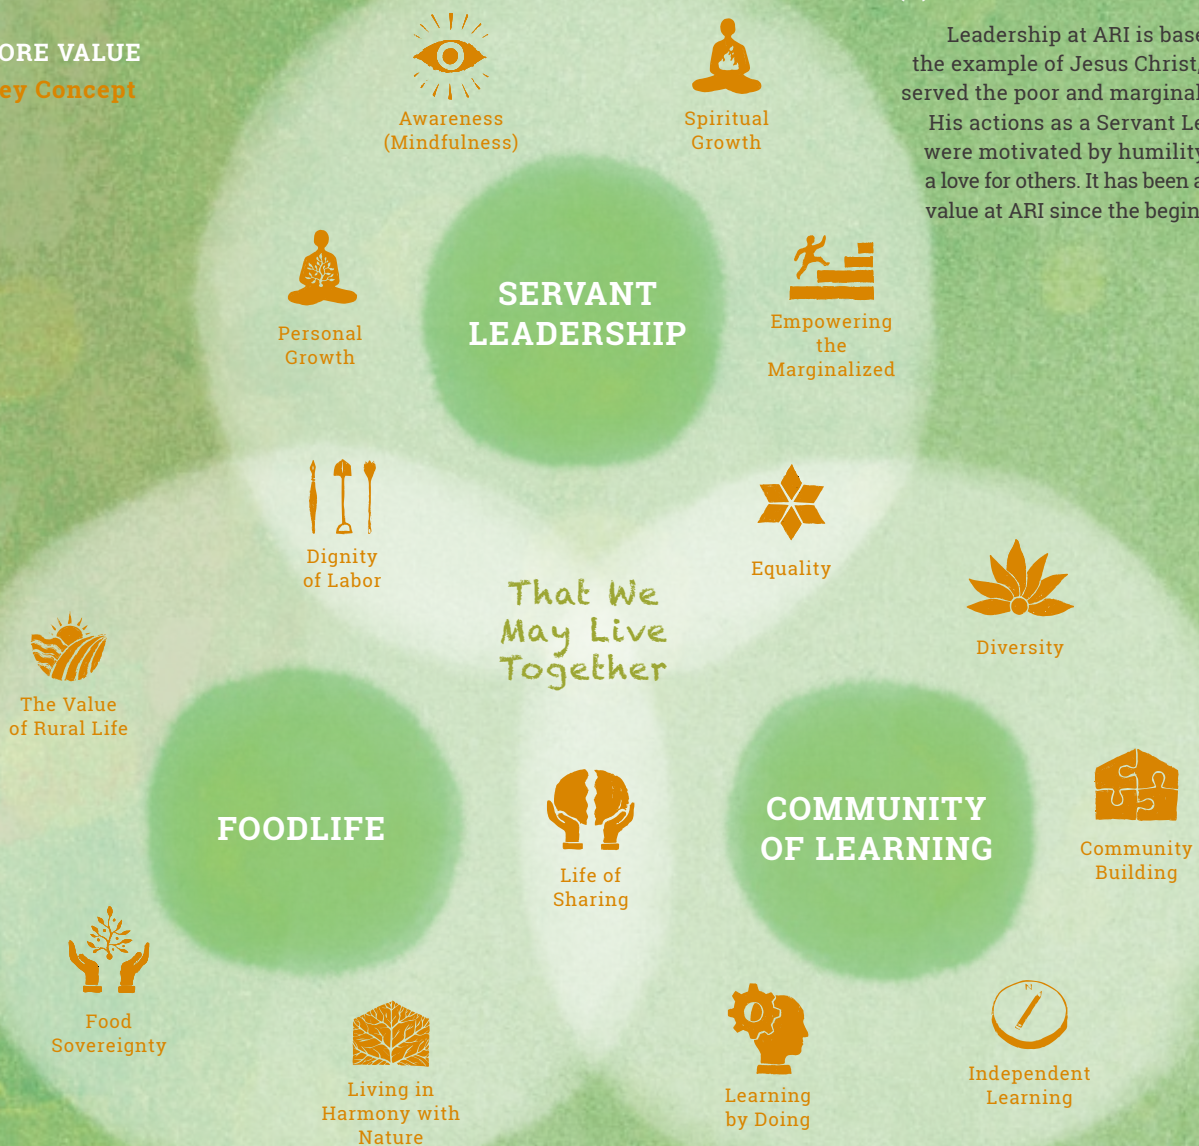 ORE VALUE
ey Concept
Leadership at ARI is base
the example of Jesus Christ,
served the poor and marginal
His actions as a Servant Le
were motivated by humility
a love for others. It has been a
value at ARI since the begin
Awareness
(Mindfulness)
Spiritual
Growth
Personal
Growth
SERVANT
LEADERSHIP
Empowering
the
Marginalized
Dignity
of Labor
Equality
That We
May Live
Together
Diversity
The Value
of Rural Life
FOODLIFE
Life of
Sharing
COMMUNITY
OF LEARNING
Community
Building
Food
Sovereignty
Living in
Harmony with
Nature
Learning
by Doing
N
Independent
Learning